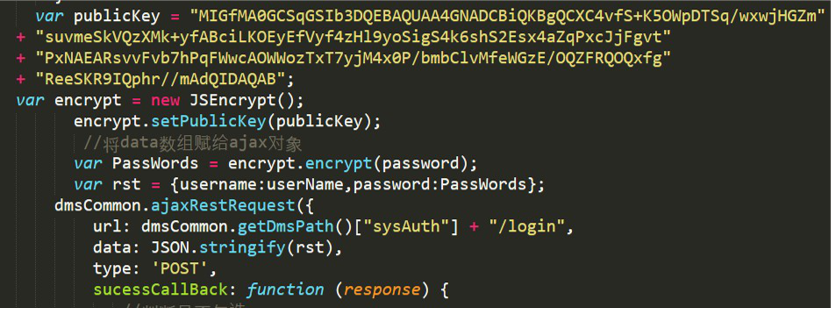 var publicKey = "MIGfMA0GCSqGSIb3DQEBAQUAA4GNADCBiQKBgQCXC4vfS+K5OWpDTSq/wxwjHGZm"
+ "suvmeSkVQzXMk+yfABciLKOEyEfVyf4zHl9yoSigS4k6shS2Esx4aZqPxcJjFgvt"
+ "PxNAEARsvvFvb7hPqFWwcAOWWozTxT7yjM4x0P/bmbClvMfeWGzE/OQZFRQOQxfg"
+ "ReeSKR9IQphr//mAdQIDAQAB";
var encrypt = new JSEncrypt();
encrypt.setPublicKey(publicKey);
//将data数组赋给ajax对象
var PassWords = encrypt.encrypt(password);
var rst = {username:userName,password:PassWords};
dmsCommon.ajaxRestRequest({
url: dmsCommon.getDmsPath()["sysAuth"] + "/login",
data: JSON.stringify(rst),
type: 'POST',
sucessCallBack: function (response) {